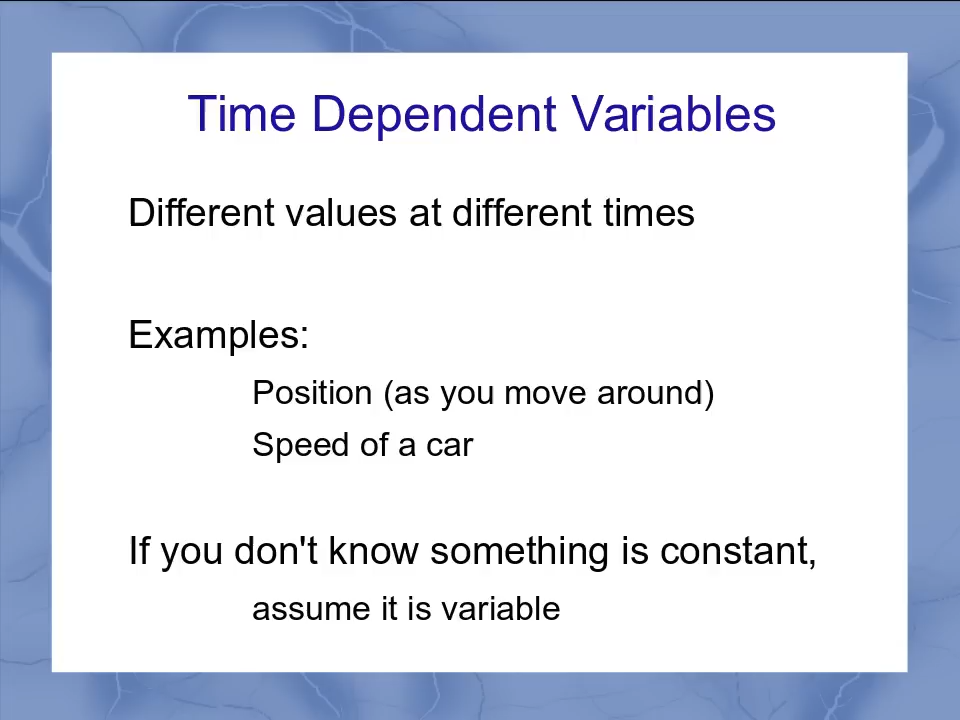 Time Dependent Variables
Different values at different times
Examples:
Position (as you move around)
Speed of a car
If you don't know something is constant,
assume it is variable